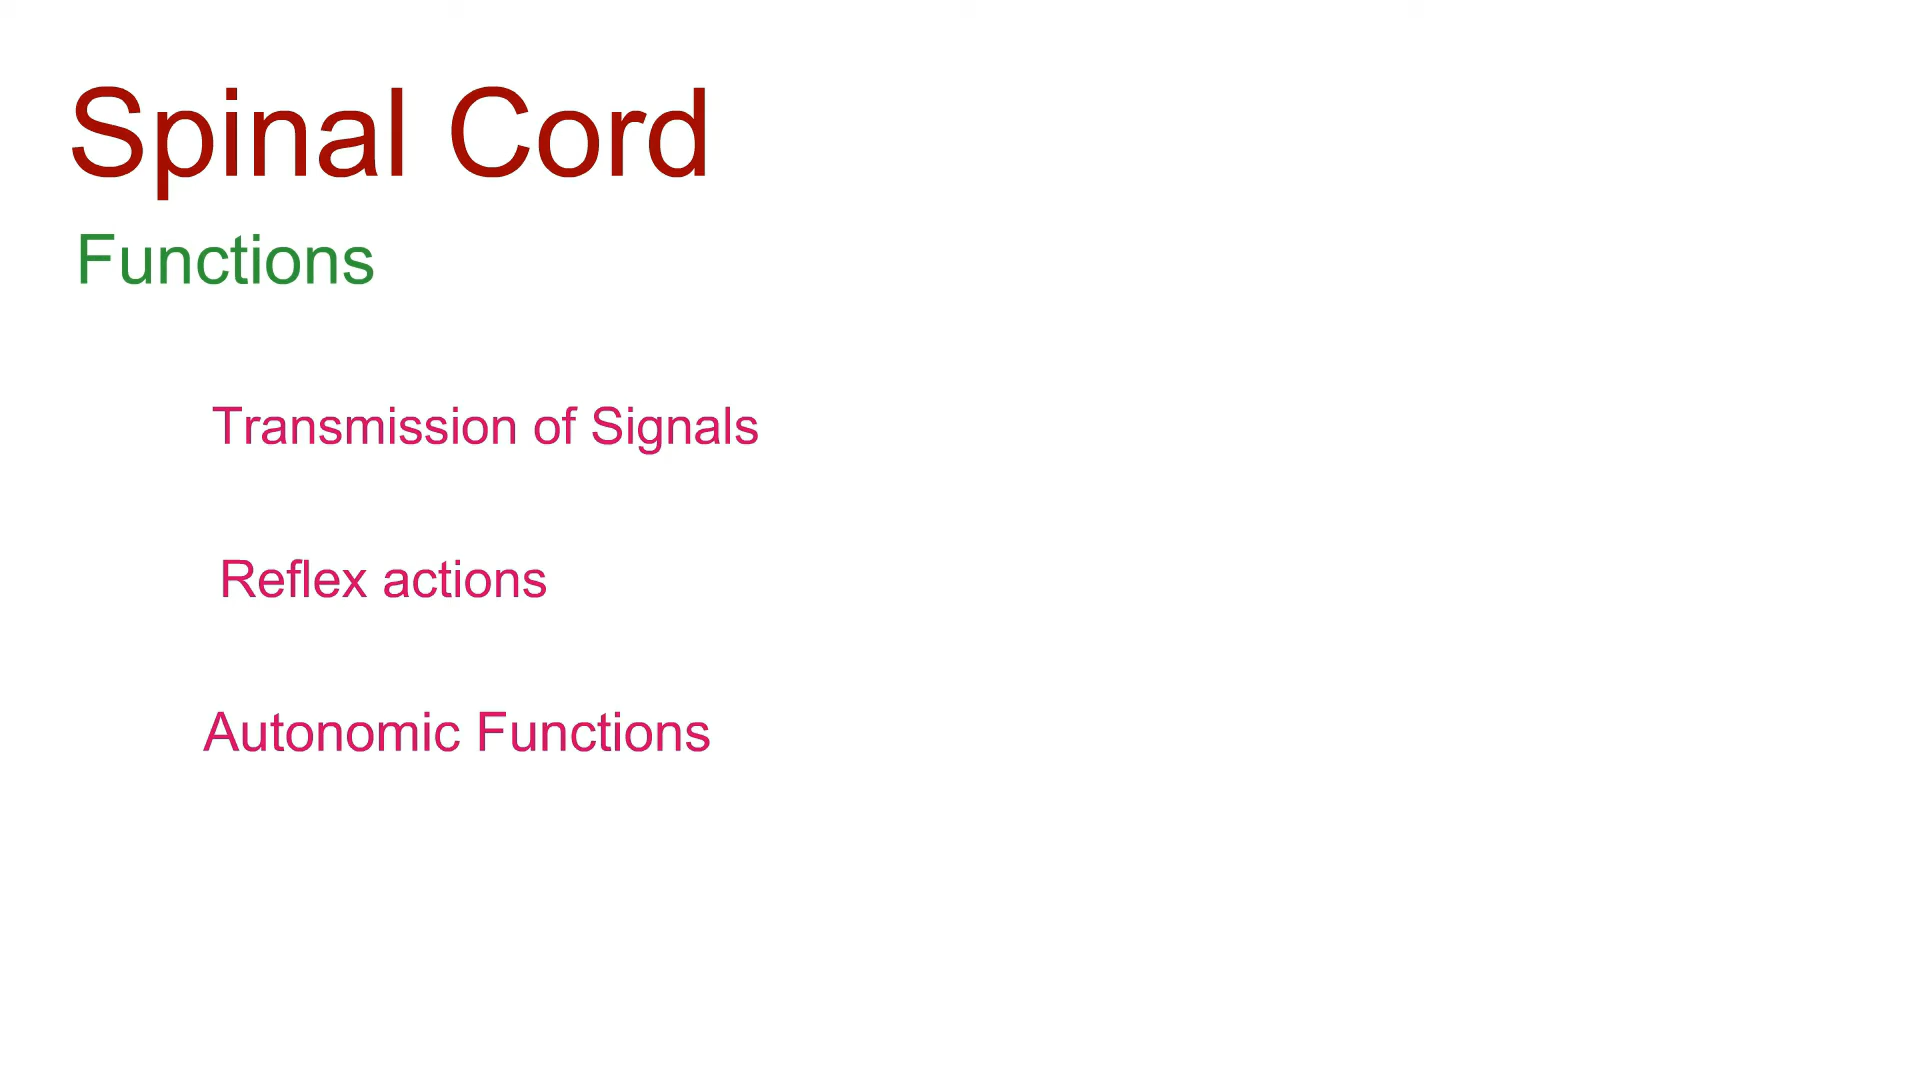 Spinal Cord
Functions
Transmission of Signals
Reflex actions
Autonomic Functions